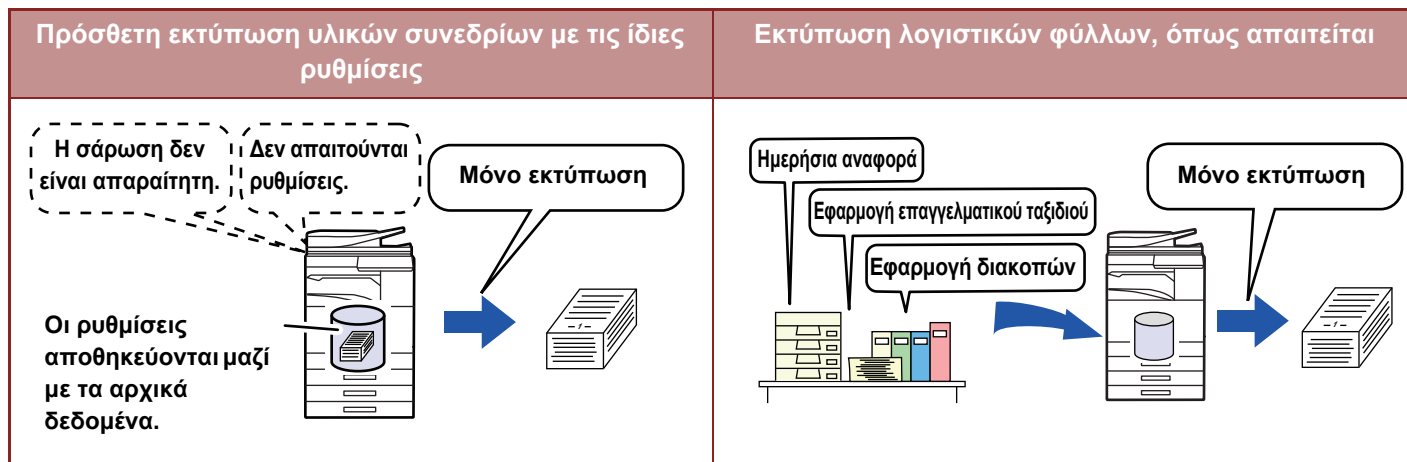 Πρόσθετη εκτύπωση υλικών συνεδρίων με τις ίδιες
ρυθμίσεις
Εκτύπωση λογιστικών φύλλων, όπως απαιτείται
Η σάρωση δεν
είναι απαραίτητη.
Δεν απαιτούνται
ρυθμίσεις.
Μόνο εκτύπωση
Οι ρυθμίσεις
αποθηκεύονται μαζί
με τα αρχικά
δεδομένα.
-1-
Ημερήσια αναφορά
Εφαρμογή επαγγελματικού ταξιδιού
Εφαρμογή διακοπών
Μόνο εκτύπωση
-1-